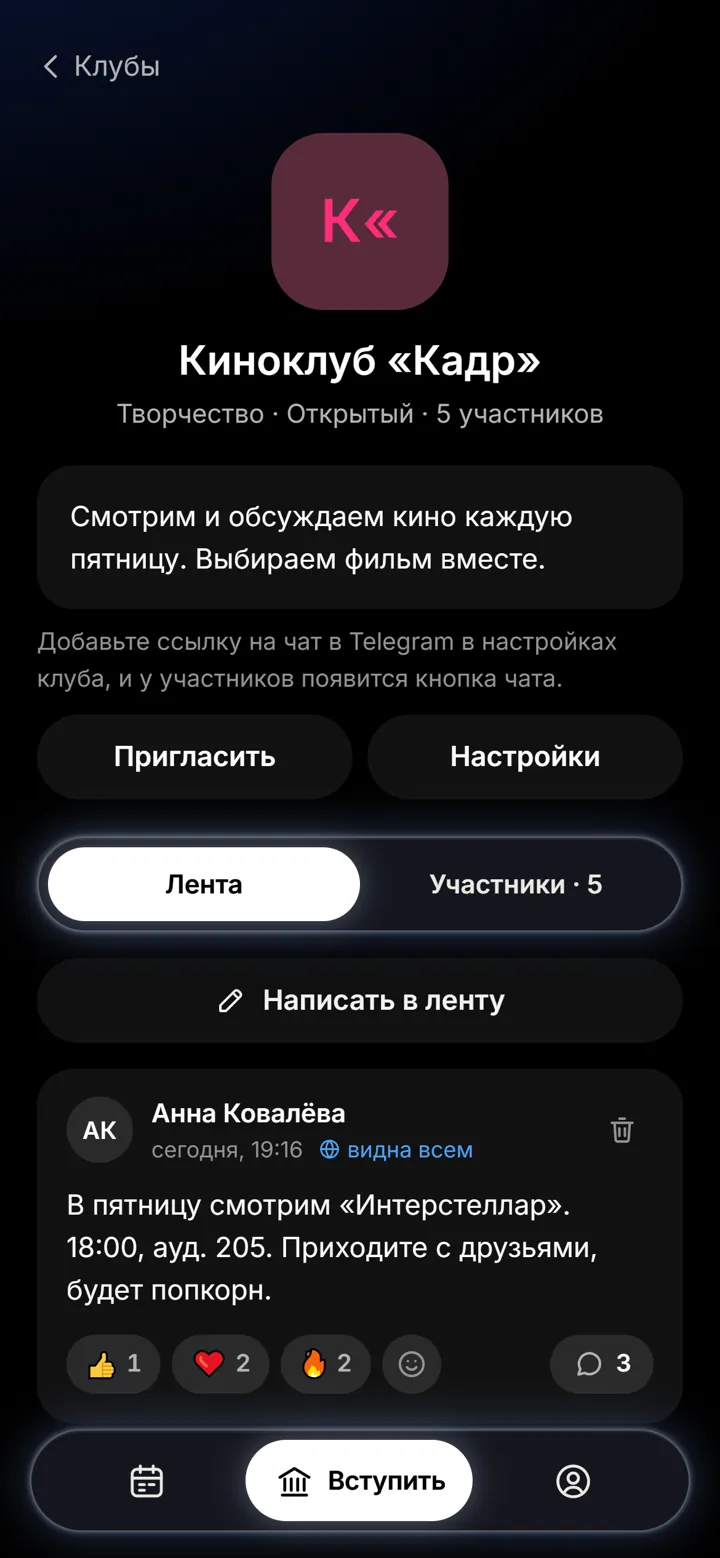 Клубы
К«
Киноклуб «Кадр»
Творчество · Открытый · 5 участников
Смотрим и обсуждаем кино каждую
пятницу. Выбираем фильм вместе.
Добавьте ссылку на чат в Telegram в настройках
клуба, и у участников появится кнопка чата.
Пригласить
Настройки
Лента
Участники · 5
Написать в ленту
АК
Анна Ковалёва
сегодня, 19:16 видна всем
В пятницу смотрим «Интерстеллар».
18:00, ауд. 205. Приходите с друзьями,
будет попкорн.
👍 1 ❤️ 2 🔥 2 3
Вступить